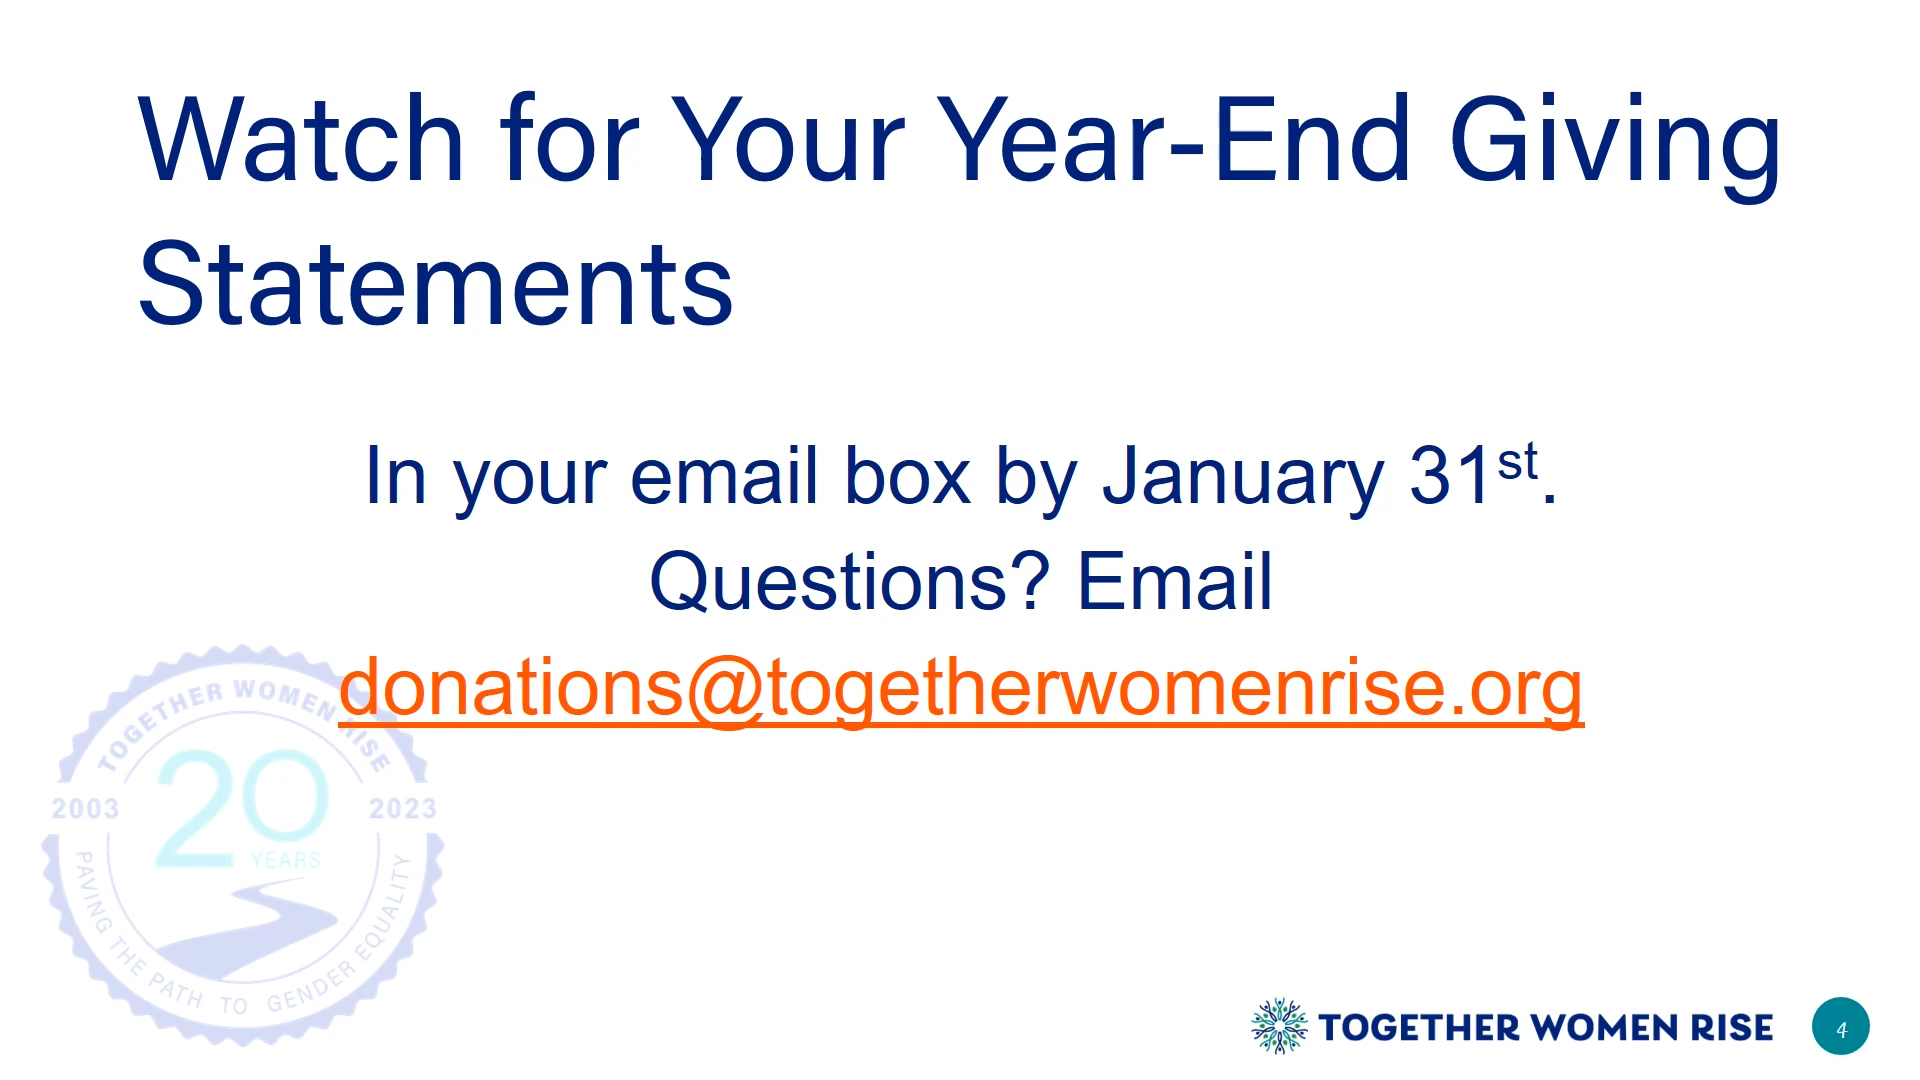 Watch for Your Year-End Giving
Statements
In your email box by January 31st.
Questions? Email
donations@togetherwomenrise.org
TOGETHER WOMEN RISE
2003
2023
20
YEARS
PAVING THE PATH TO GENDER EQUALITY
TOGETHER WOMEN RISE
4